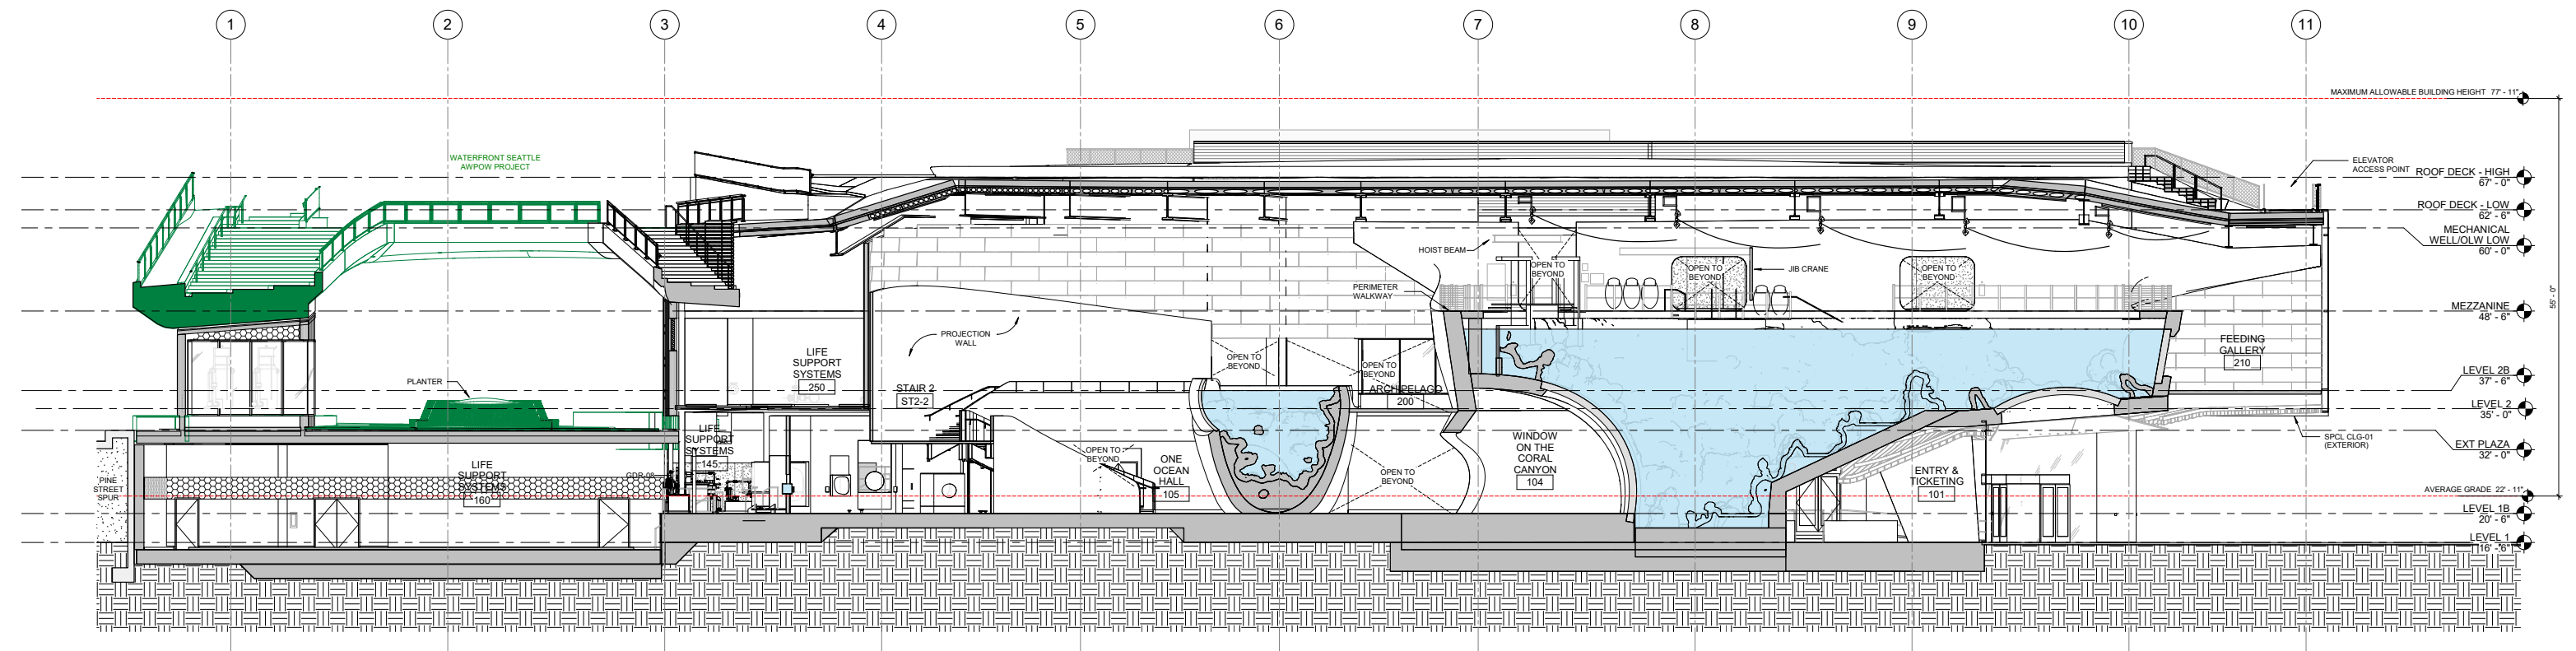 1
2
3
4
5
6
7
8
9
10
11
MAXIMUM ALLOWABLE BUILDING HEIGHT 77' - 11"
WATERFRONT SEATTLE
AWPOW PROJECT
ELEVATOR
ACCESS POINT
ROOF DECK - HIGH
67' - 0"
ROOF DECK - LOW
62' - 6"
MECHANICAL
WELL/OLW LOW
60' - 0"
HOIST BEAM
OPEN TO
BEYOND
OPEN TO
BEYOND
JIB CRANE
OPEN TO
BEYOND
PERIMETER
WALKWAY
MEZZANINE
48' - 6"
55' - 0"
PROJECTION
WALL
FEEDING
GALLERY
210
LIFE
SUPPORT
SYSTEMS
250
OPEN TO
BEYOND
OPEN TO
BEYOND
PLANTER
STAIR 2
ST2-2
ARCHIPELAGO
200
LEVEL 2B
37' - 6"
LEVEL 2
35' - 0"
LIFE
SUPPORT
SYSTEMS
145
WINDOW
ON THE
CORAL
CANYON
104
SPCL CLG-01
(EXTERIOR)
EXT PLAZA
32' - 0"
OPEN TO
BEYOND
ONE
OCEAN
HALL
105
OPEN TO
BEYOND
LIFE
SUPPORT
SYSTEMS
160
GDR-08
PINE
STREET
SPUR
ENTRY &
TICKETING
101
AVERAGE GRADE 22' - 11"
LEVEL 1B
20' - 6"
LEVEL 1
16' - 6"